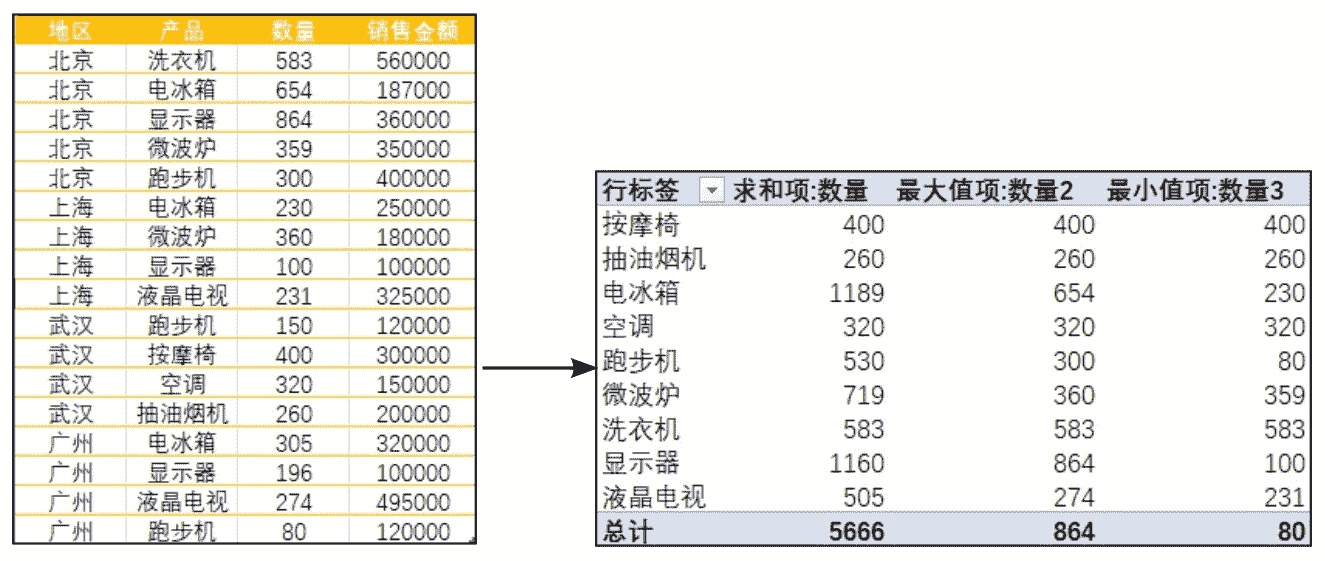 地区 产品 数量 销售金额
北京 洗衣机 583 560000
北京 电冰箱 654 187000
北京 显示器 864 360000
北京 微波炉 359 350000
北京 跑步机 300 400000
上海 电冰箱 230 250000
上海 微波炉 360 180000
上海 显示器 100 100000
上海 液晶电视 231 325000
武汉 跑步机 150 120000
武汉 按摩椅 400 300000
武汉 空调 320 150000
武汉 抽油烟机 260 200000
广州 电冰箱 305 320000
广州 显示器 196 100000
广州 液晶电视 274 495000
广州 跑步机 80 120000
行标签 求和项:数量 最大值项:数量2 最小值项:数量3
按摩椅 400 400 400
抽油烟机 260 260 260
电冰箱 1189 654 230
空调 320 320 320
跑步机 530 300 80
微波炉 719 360 359
洗衣机 583 583 583
显示器 1160 864 100
液晶电视 505 274 231
总计 5666 864 80